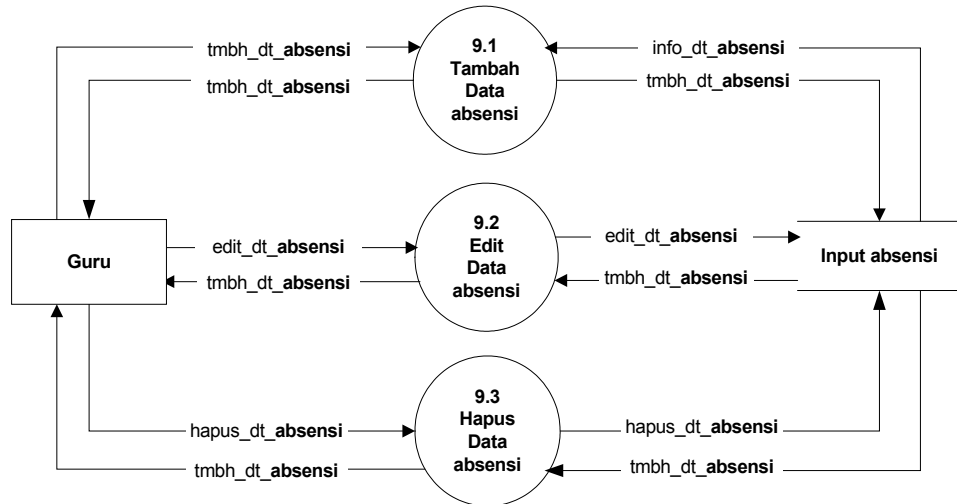 tmbh_dt_absensi
9.1
Tambah
Data
absensi
info_dt_absensi
tmbh_dt_absensi
tmbh_dt_absensi
Guru
edit_dt_absensi
9.2
Edit
Data
absensi
edit_dt_absensi
Input absensi
tmbh_dt_absensi
tmbh_dt_absensi
hapus_dt_absensi
9.3
Hapus
Data
absensi
hapus_dt_absensi
tmbh_dt_absensi
tmbh_dt_absensi